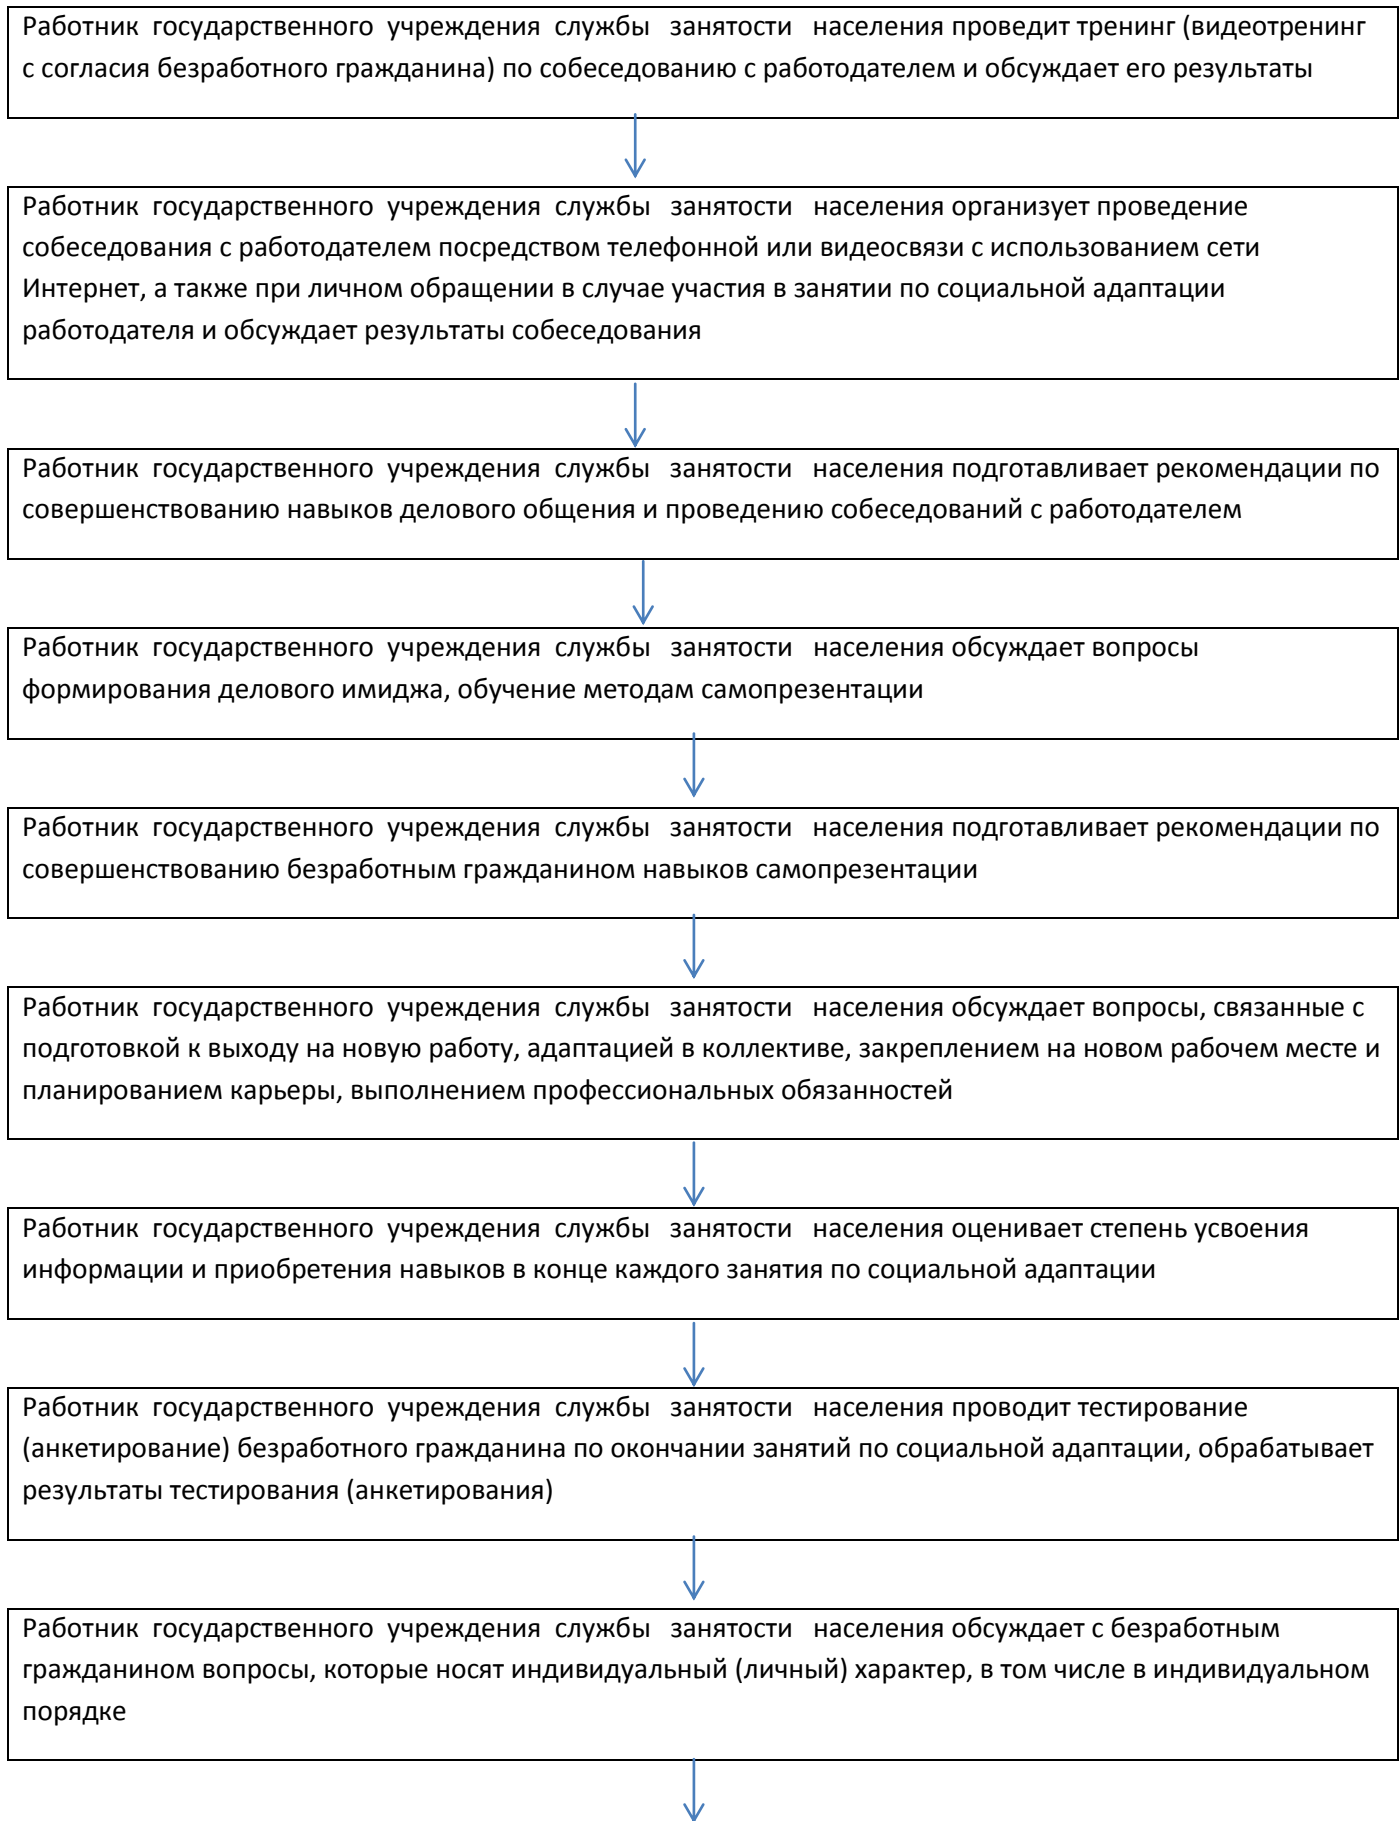 Работник государственного учреждения службы занятости населения проведит тренинг (видеотренинг
с согласия безработного гражданина) по собеседованию с работодателем и обсуждает его результаты
Работник государственного учреждения службы занятости населения организует проведение
собеседования с работодателем посредством телефонной или видеосвязи с использованием сети
Интернет, а также при личном обращении в случае участия в занятии по социальной адаптации
работодателя и обсуждает результаты собеседования
Работник государственного учреждения службы занятости населения подготавливает рекомендации по
совершенствованию навыков делового общения и проведению собеседований с работодателем
Работник государственного учреждения службы занятости населения обсуждает вопросы
формирования делового имиджа, обучение методам самопрезентации
Работник государственного учреждения службы занятости населения подготавливает рекомендации по
совершенствованию безработным гражданином навыков самопрезентации
Работник государственного учреждения службы занятости населения обсуждает вопросы, связанные с
подготовкой к выходу на новую работу, адаптацией в коллективе, закреплением на новом рабочем месте и
планированием карьеры, выполнением профессиональных обязанностей
Работник государственного учреждения службы занятости населения оценивает степень усвоения
информации и приобретения навыков в конце каждого занятия по социальной адаптации
Работник государственного учреждения службы занятости населения проводит тестирование
(анкетирование) безработного гражданина по окончании занятий по социальной адаптации, обрабатывает
результаты тестирования (анкетирования)
Работник государственного учреждения службы занятости населения обсуждает с безработным
гражданином вопросы, которые носят индивидуальный (личный) характер, в том числе в индивидуальном
порядке